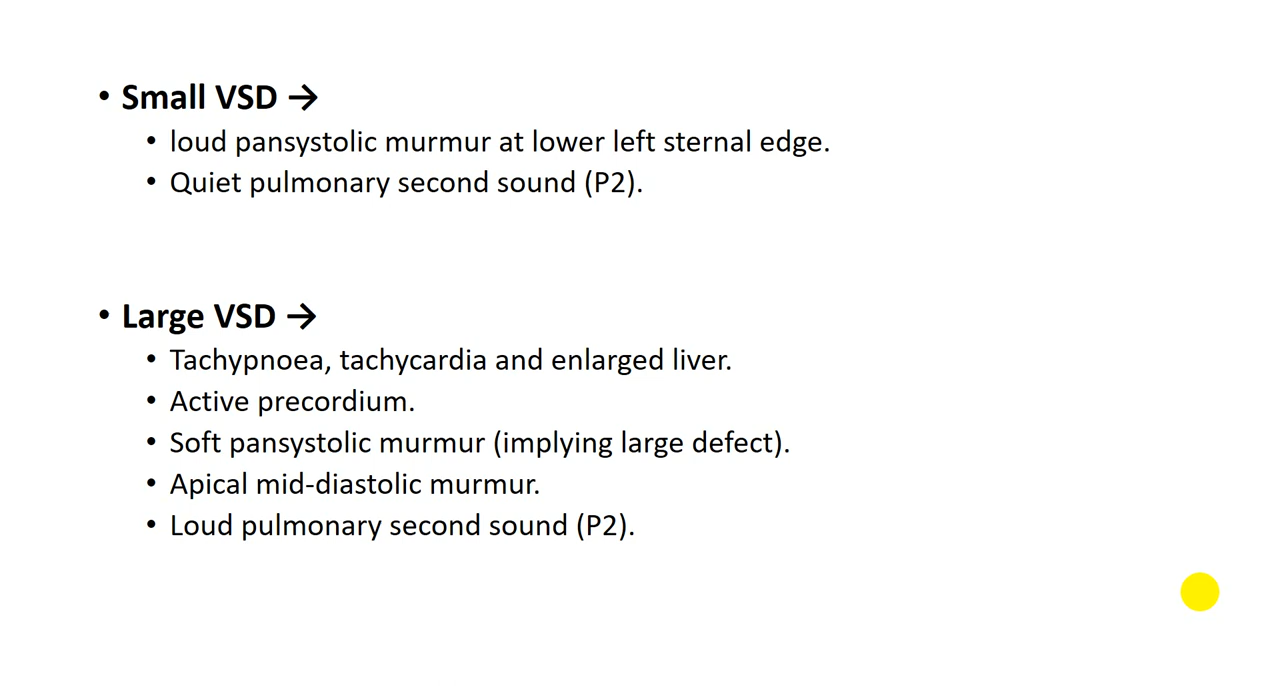 • Small VSD →
• loud pansystolic murmur at lower left sternal edge.
• Quiet pulmonary second sound (P2).
• Large VSD →
• Tachypnoea, tachycardia and enlarged liver.
• Active precordium.
• Soft pansystolic murmur (implying large defect).
• Apical mid-diastolic murmur.
• Loud pulmonary second sound (P2).